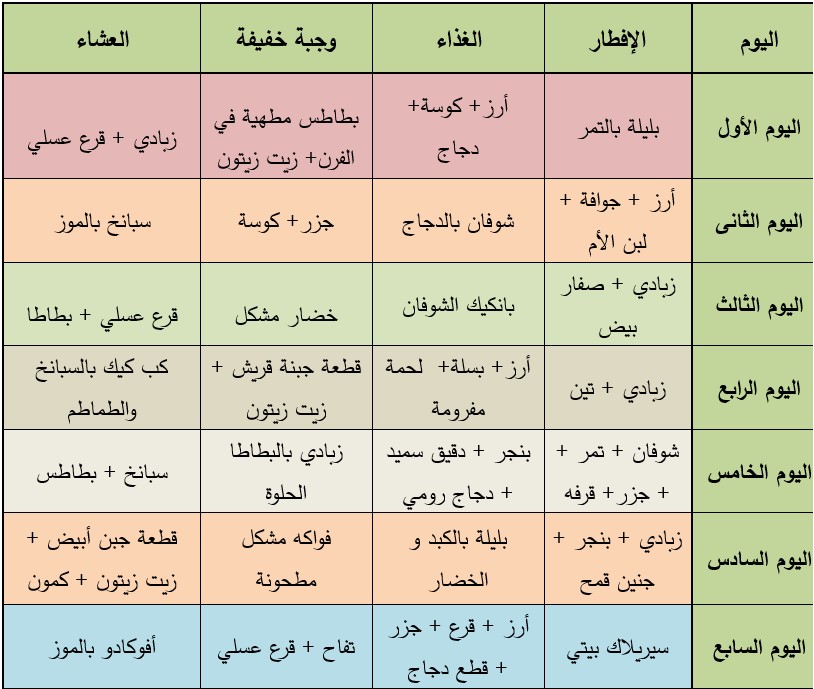 اليوم
الإفطار
الغذاء
وجبة خفيفة
العشاء
اليوم الأول
بليلة بالتمر
أرز+ كوسة+
دجاج
بطاطس مطهية في
الفرن+ زيت زيتون
زبادي + قرع عسلي
اليوم الثانى
أرز + جوافة +
لبن الأم
شوفان بالدجاج
جزر+ كوسة
سبانخ بالموز
اليوم الثالث
زبادي + صفار
بيض
بانكيك الشوفان
خضار مشكل
قرع عسلي + بطاطا
اليوم الرابع
زبادي + تين
أرز+ بسلة+ لحمة
مفرومة
قطعة جبنة قريش +
زيت زيتون
كب كيك بالسبانخ
والطماطم
اليوم الخامس
شوفان + تمر +
جزر+ قرفه +
بنجر + دقيق سميد
+ دجاج رومي
زبادي بالبطاطا
الحلوة
سبانخ + بطاطس
اليوم السادس
زبادي + بنجر +
جنين قمح
بليلة بالكبد و
الخضار
فواكه مشكل
مطحونة
قطعة جبن أبيض +
زيت زيتون + كمون
اليوم السابع
سيريلاك بيتي
أرز + قرع + جزر
+ قطع دجاج
تفاح + قرع عسلي
أفوكادو بالموز